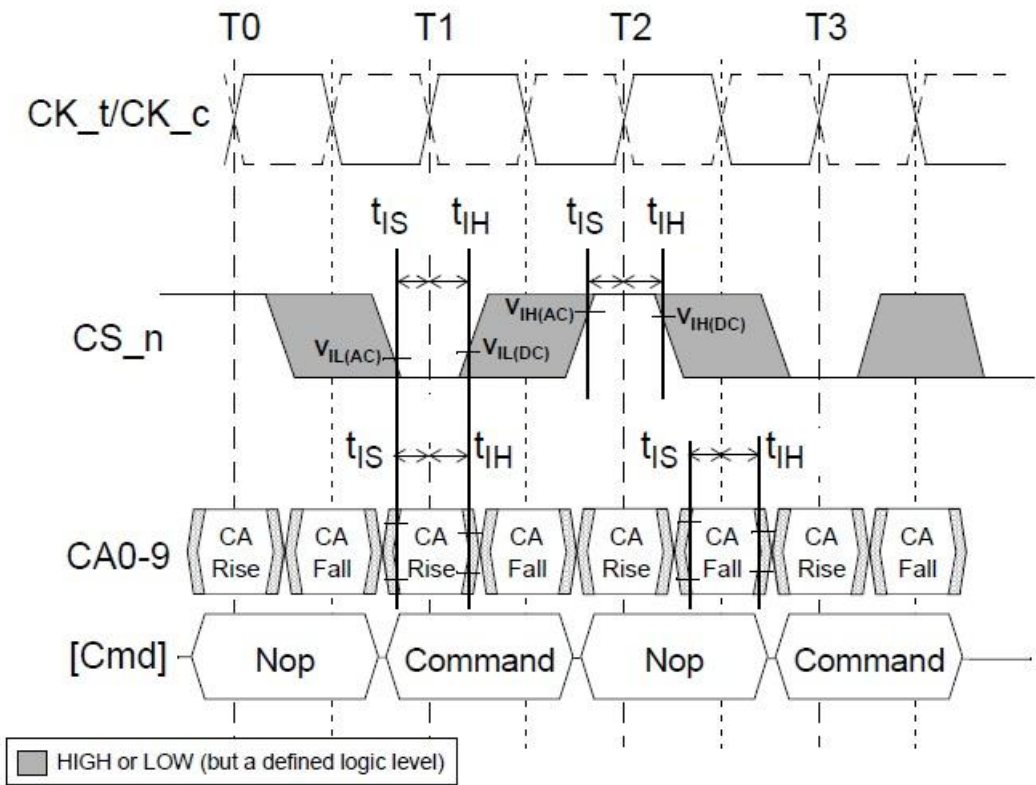 T0 T1 T2 T3
CK_t/CK_c
tIS tIH tIS tIH
CS_n
VIL(AC) VIL(DC) VIH(AC) VIH(DC)
tIS tIH tIS tIH
CA0-9
CA Rise CA Fall CA Rise CA Fall CA Rise CA Fall CA Rise CA Fall
[Cmd] Nop Command Nop Command
HIGH or LOW (but a defined logic level)